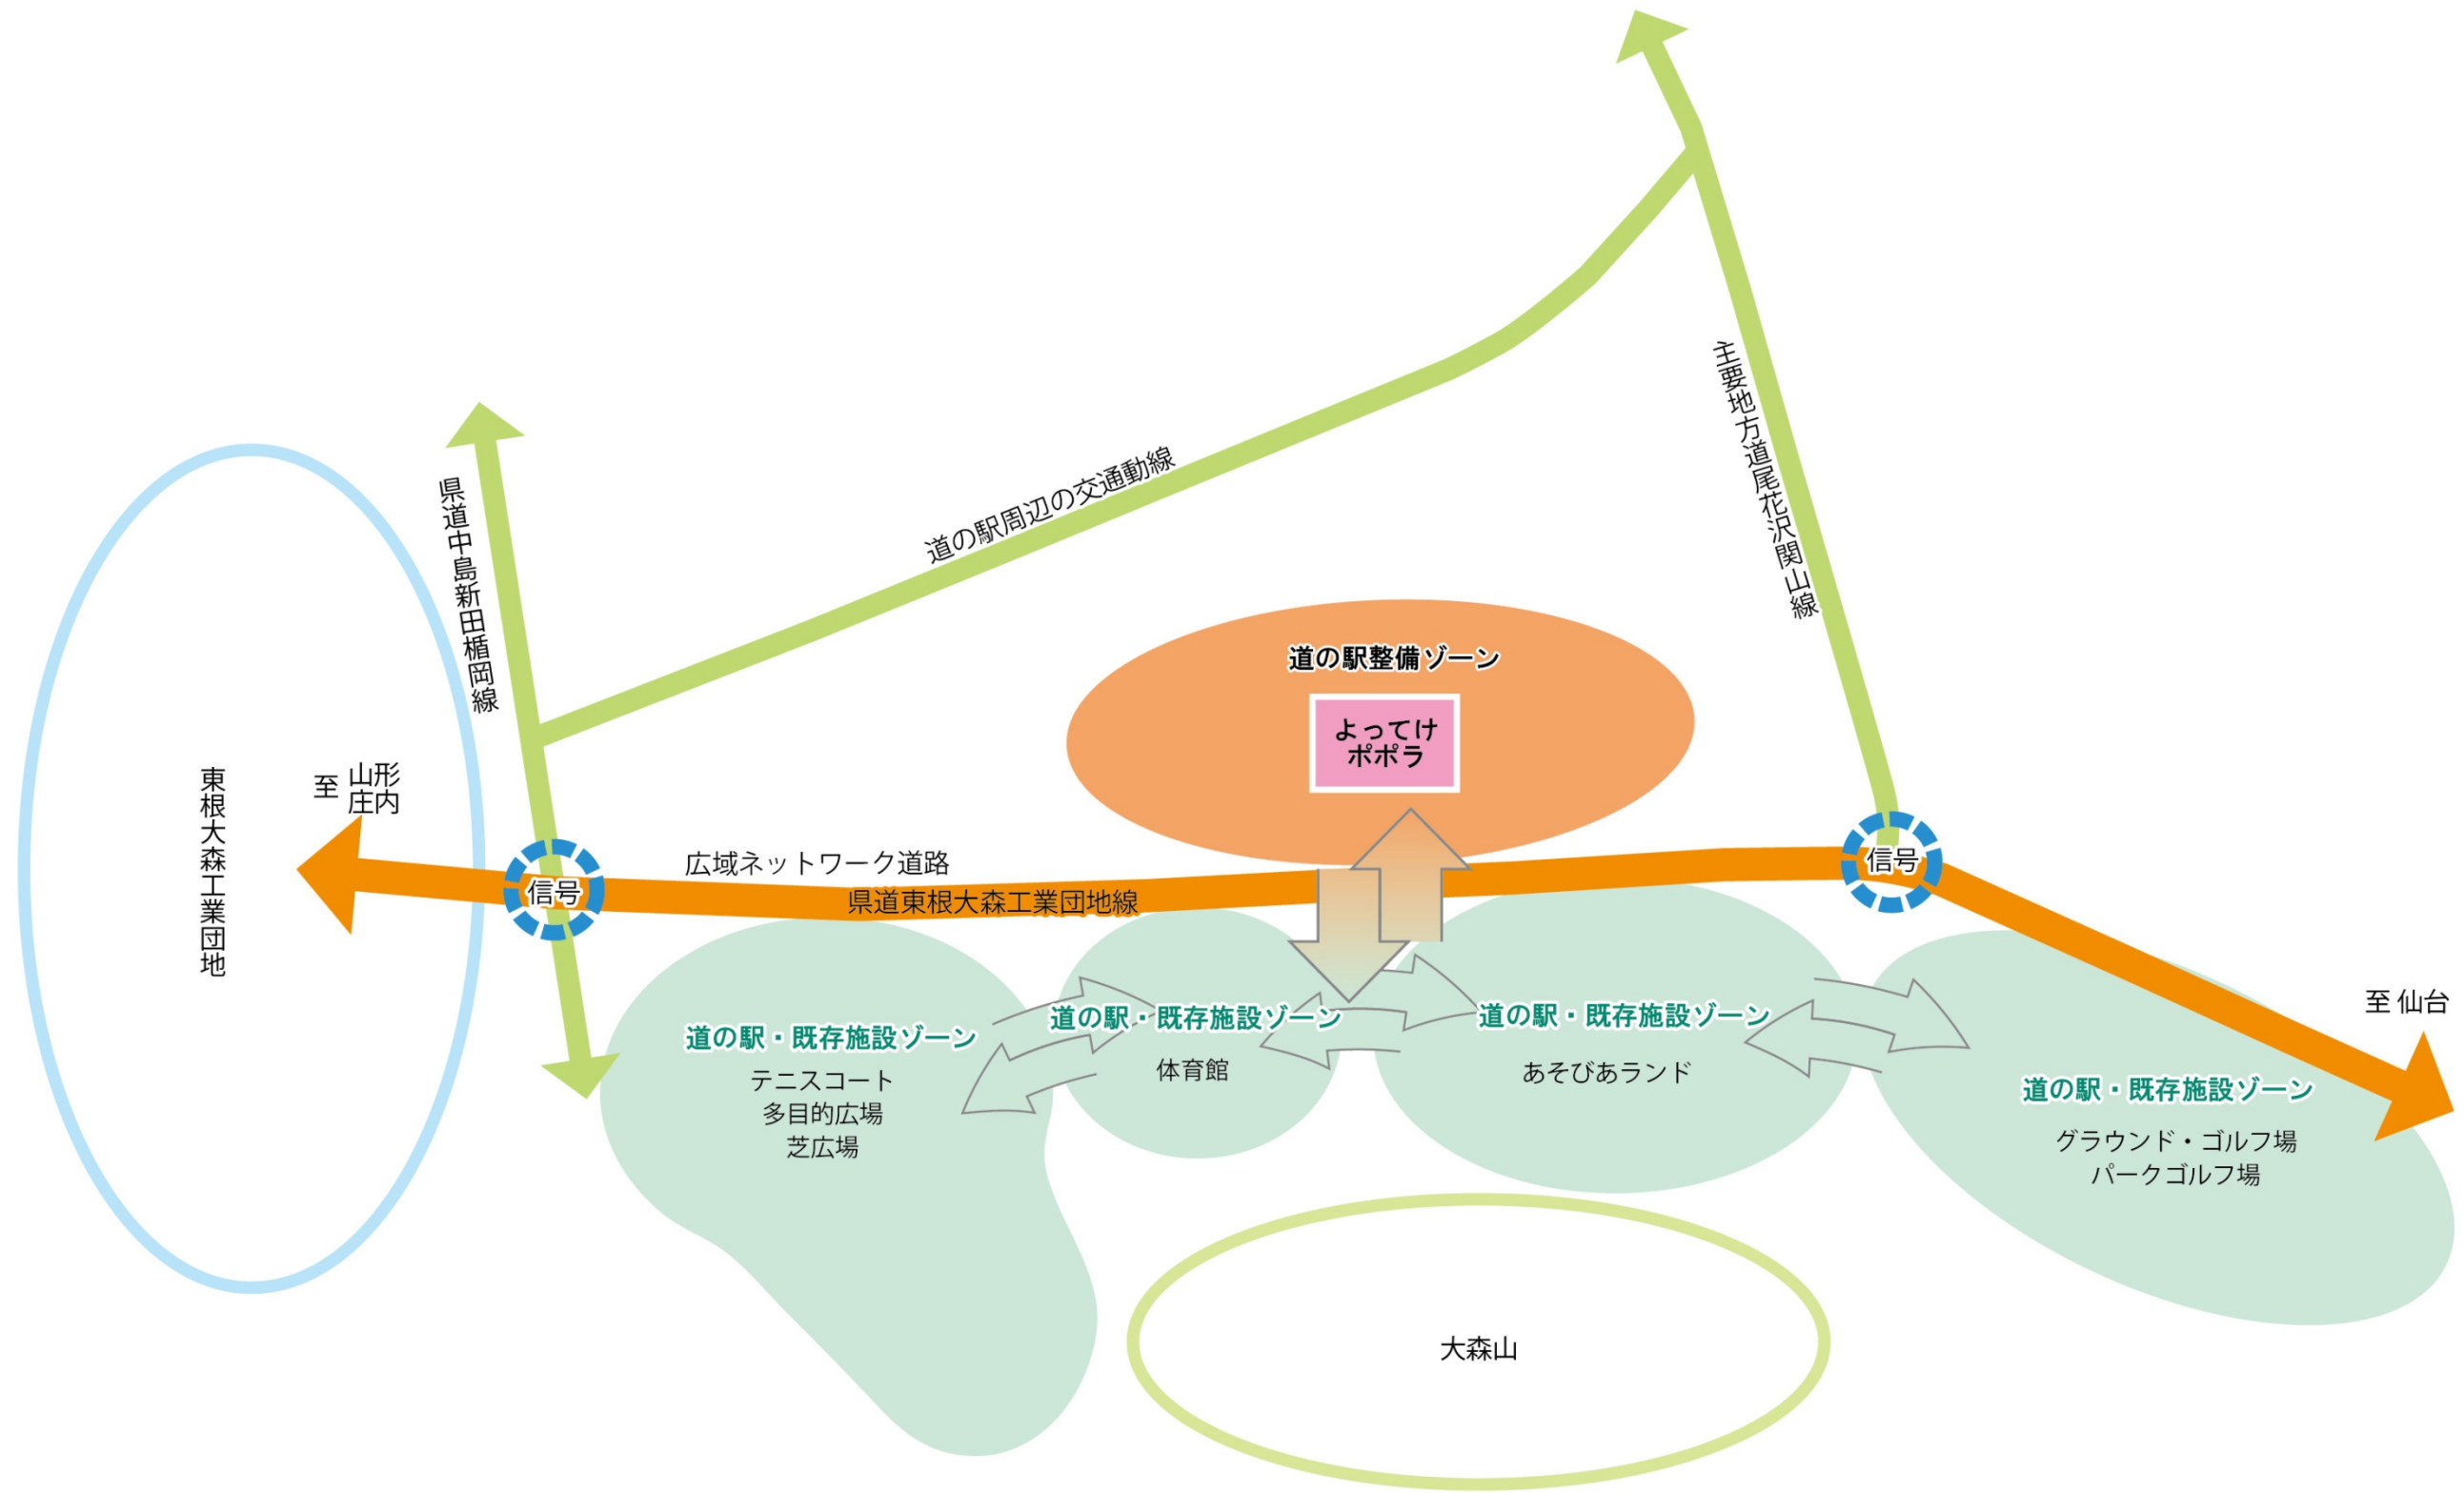 主要地方道尾花沢関山線
道の駅周辺の交通動線
県道中島新田楯岡線
道の駅整備ゾーン
よってけ
ポポラ
東根大森工業団地
至 山形
庄内
信号
広域ネットワーク道路
県道東根大森工業団地線
信号
至 仙台
道の駅・既存施設ゾーン
テニスコート
多目的広場
芝広場
道の駅・既存施設ゾーン
体育館
道の駅・既存施設ゾーン
あそびあランド
道の駅・既存施設ゾーン
グラウンド・ゴルフ場
パークゴルフ場
大森山